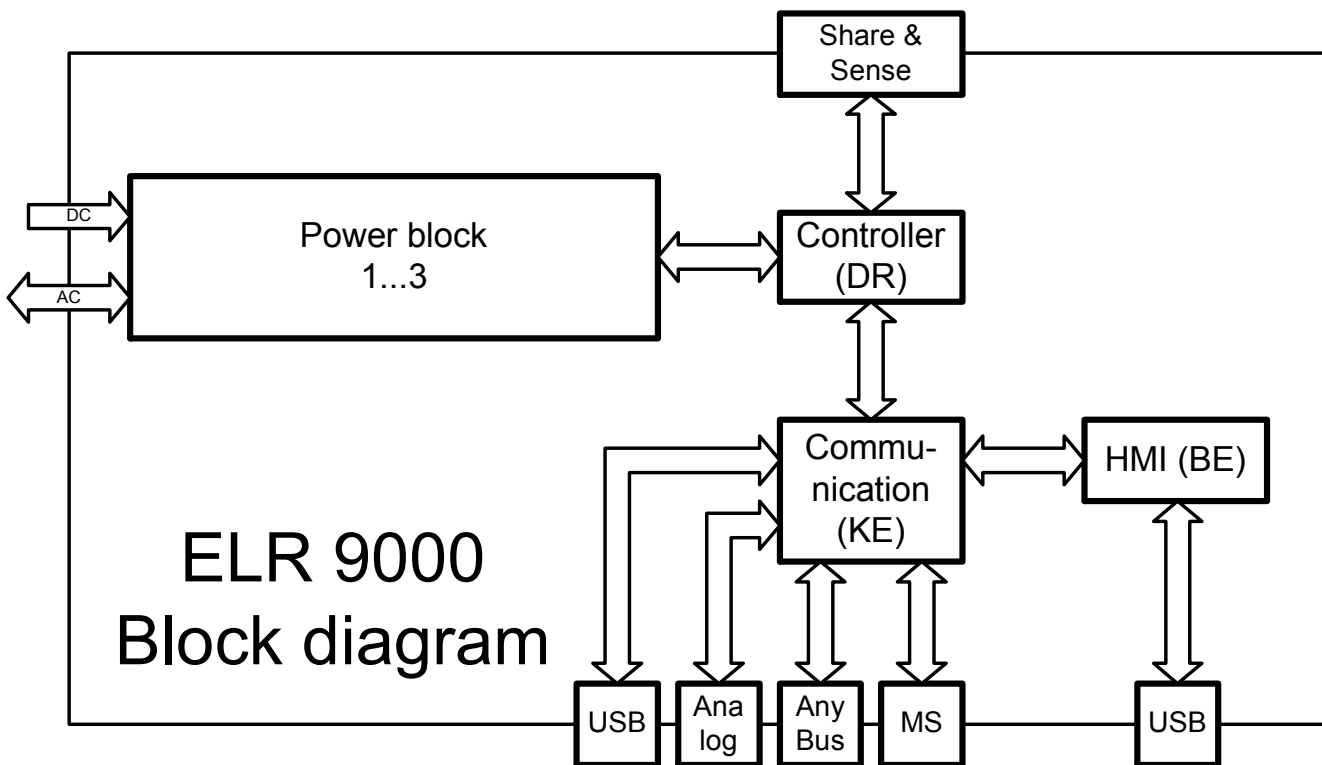 Share &
Sense
DC
Power block
1...3
Controller
(DR)
AC
Commu-
nication
(KE)
HMI (BE)
ELR 9000
Block diagram
USB
Ana
log
Any
Bus
MS
USB